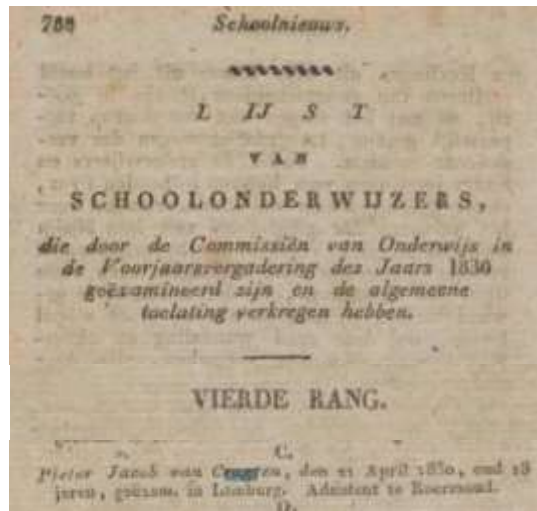 788 Schoolnieuws.
LIJST
VAN
SCHOOLONDERWIJZERS,
die door de Commissiën van Onderwijs in
de Voorjaarsvergadering des Jaars 1830
geëxamineerd zijn en de algemeene
toelating verkregen hebben.
VIERDE RANG.
C.
Pieter Jacob van , den 21 April 1830, oud 18
jaren, geëxam. in Limburg. Adsistent te Roermond.
D.